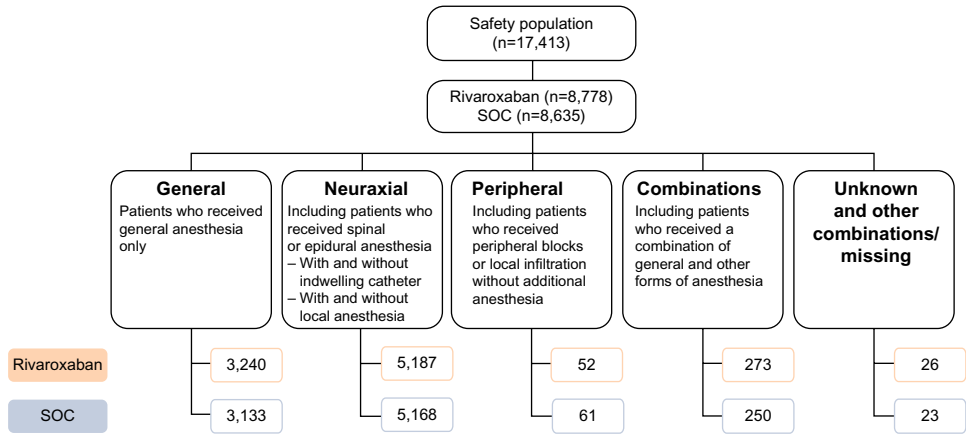 Safety population
(n=17,413)
Rivaroxaban (n=8,778)
SOC (n=8,635)
General
Patients who received
general anesthesia
only
Neuraxial
Including patients who
received spinal
or epidural anesthesia
– With and without
indwelling catheter
– With and without
local anesthesia
Peripheral
Including patients
who received
peripheral blocks
or local infiltration
without additional
anesthesia
Combinations
Including patients
who received a
combination of
general and other
forms of anesthesia
Unknown
and other
combinations/
missing
Rivaroxaban
3,240
5,187
52
273
26
SOC
3,133
5,168
61
250
23